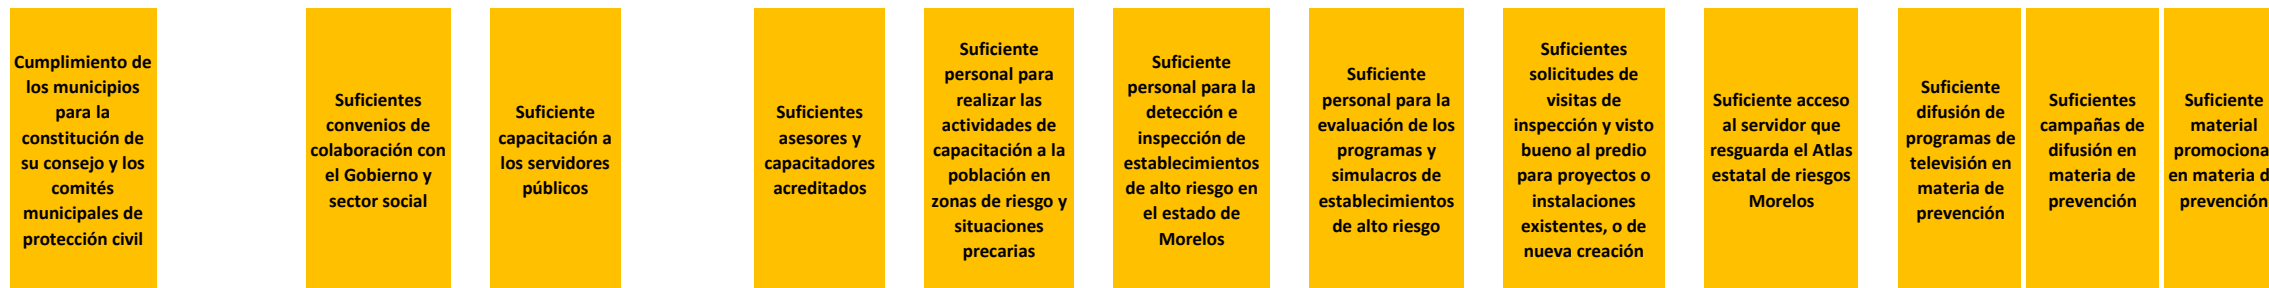 Cumplimiento de
los municipios
para la
constitución de
su consejo y los
comités
municipales de
protección civil
Suficientes
convenios de
colaboración con
el Gobierno y
sector social
Suficiente
capacitación a
los servidores
públicos
Suficientes
asesores y
capacitadores
acreditados
Suficiente
personal para
realizar las
actividades de
capacitación a la
población en
zonas de riesgo y
situaciones
precarias
Suficiente
personal para la
detección e
inspección de
establecimientos
de alto riesgo en
el estado de
Morelos
Suficiente
personal para la
evaluación de los
programas y
simulacros de
establecimientos
de alto riesgo
Suficientes
solicitudes de
visitas de
inspección y visto
bueno al predio
para proyectos o
instalaciones
existentes, o de
nueva creación
Suficiente acceso
al servidor que
resguarda el Atlas
estatal de riesgos
Morelos
Suficiente
difusión de
programas de
televisión en
materia de
prevención
Suficientes
campañas de
difusión en
materia de
prevención
Suficiente
material
promociona
en materia d
prevención